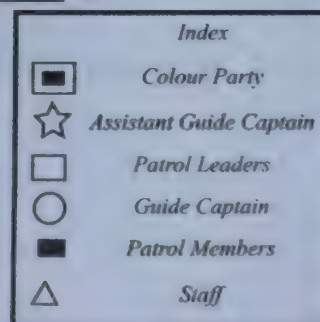 Index
Colour Party
Assistant Guide Captain
Patrol Leaders
Guide Captain
Patrol Members
Staff